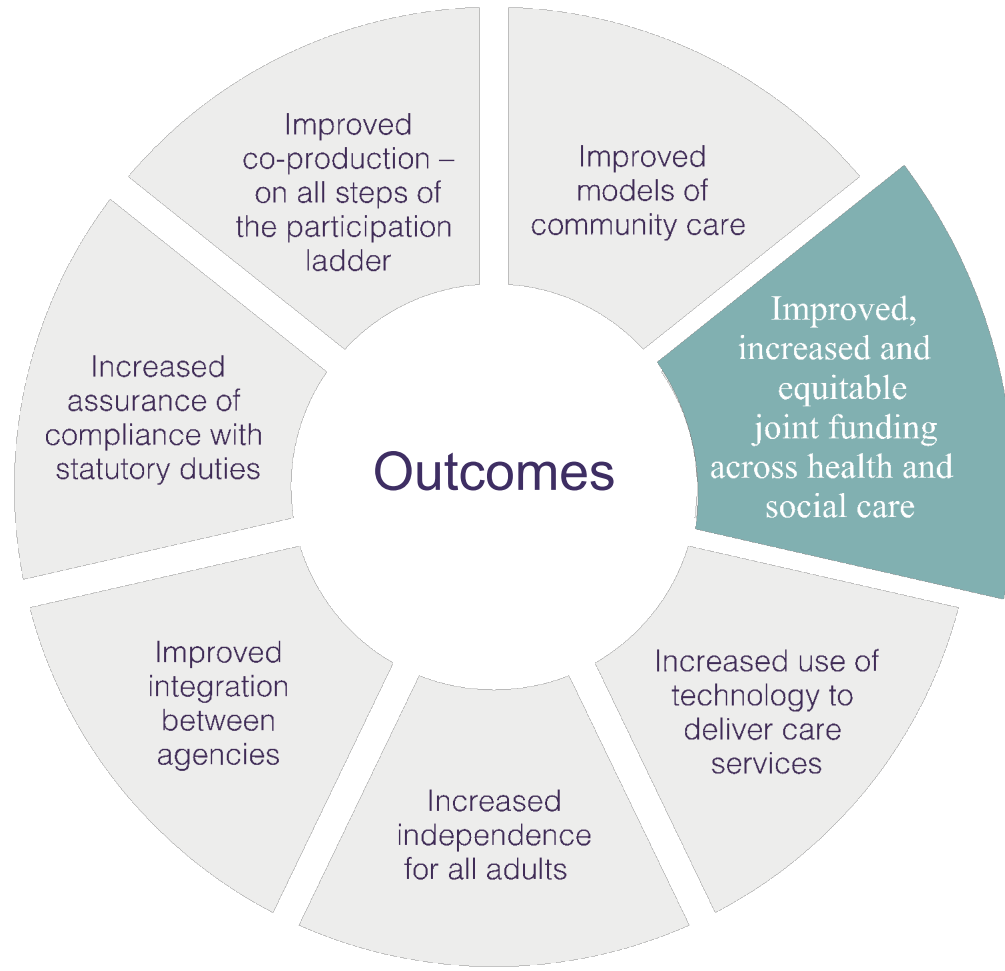 Improved
co-production –
on all steps of
the participation
ladder
Improved
models of
community care
Improved,
increased and
equitable
joint funding
across health and
social care
Increased
assurance of
compliance with
statutory duties
Outcomes
Improved
integration
between
agencies
Increased use of
technology to
deliver care
services
Increased
independence
for all adults